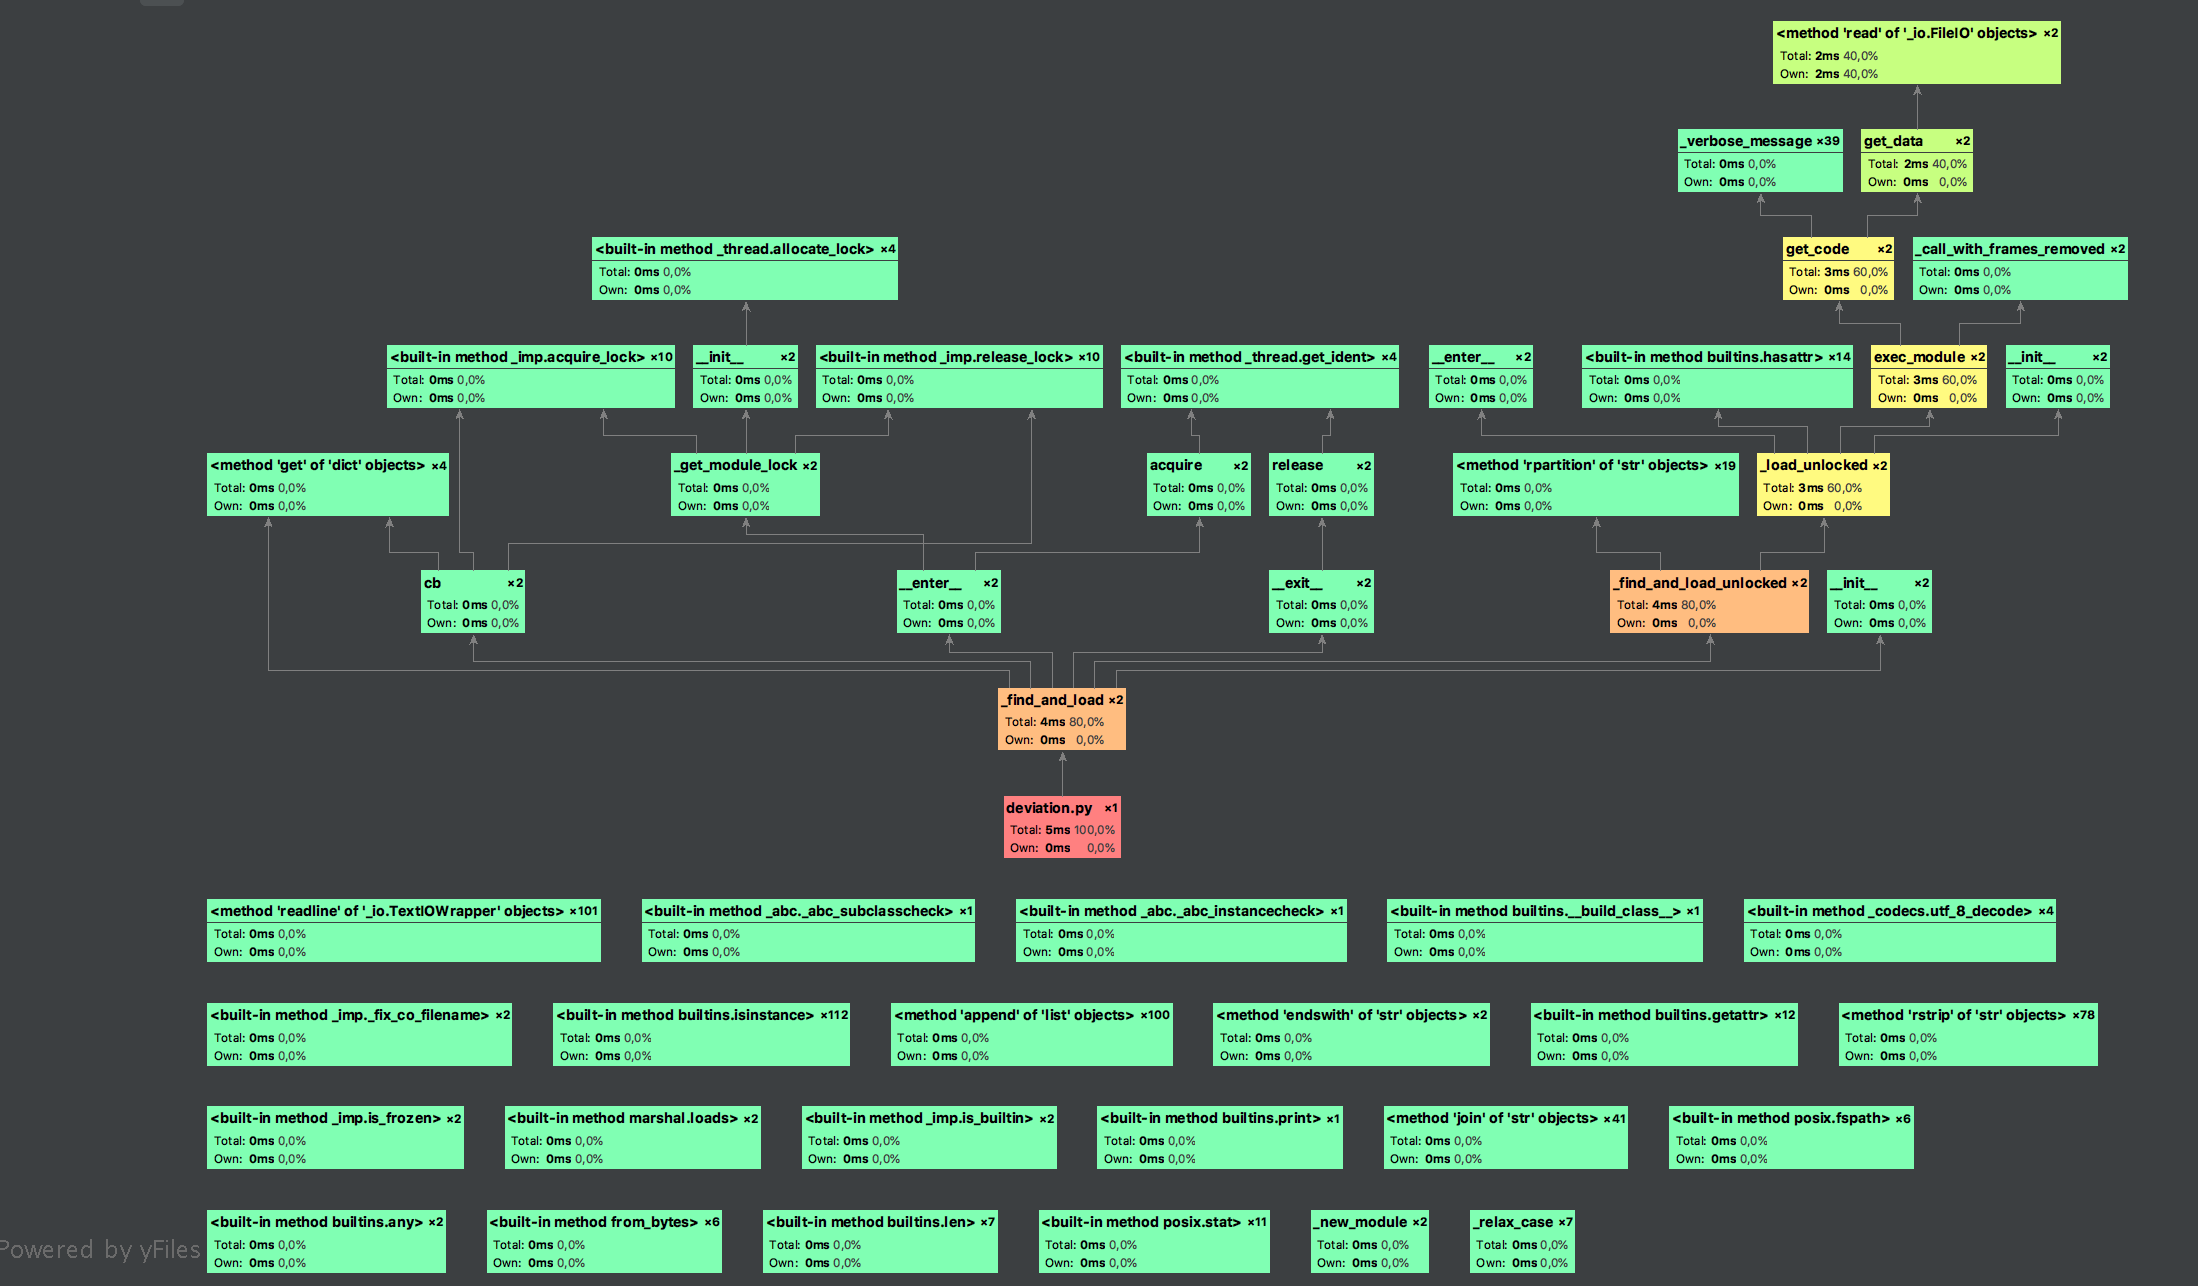 <method 'read' of '_io.FileIO' objects> ×2
Total: 2ms 40,0%
Own: 2ms 40,0%
_verbose_message ×39
Total: 0ms 0,0%
Own: 0ms 0,0%
get_data ×2
Total: 2ms 40,0%
Own: 0ms 0,0%
<built-in method _thread.allocate_lock> ×4
Total: 0ms 0,0%
Own: 0ms 0,0%
get_code ×2
Total: 3ms 60,0%
Own: 0ms 0,0%
_call_with_frames_removed ×2
Total: 0ms 0,0%
Own: 0ms 0,0%
<built-in method _imp.acquire_lock> ×10
Total: 0ms 0,0%
Own: 0ms 0,0%
__init__ ×2
Total: 0ms 0,0%
Own: 0ms 0,0%
<built-in method _imp.release_lock> ×10
Total: 0ms 0,0%
Own: 0ms 0,0%
<built-in method _thread.get_ident> ×4
Total: 0ms 0,0%
Own: 0ms 0,0%
__enter__ ×2
Total: 0ms 0,0%
Own: 0ms 0,0%
<built-in method builtins.hasattr> ×14
Total: 0ms 0,0%
Own: 0ms 0,0%
exec_module ×2
Total: 3ms 60,0%
Own: 0ms 0,0%
__init__ ×2
Total: 0ms 0,0%
Own: 0ms 0,0%
<method 'get' of 'dict' objects> ×4
Total: 0ms 0,0%
Own: 0ms 0,0%
_get_module_lock ×2
Total: 0ms 0,0%
Own: 0ms 0,0%
acquire ×2
Total: 0ms 0,0%
Own: 0ms 0,0%
release ×2
Total: 0ms 0,0%
Own: 0ms 0,0%
<method 'rpartition' of 'str' objects> ×19
Total: 0ms 0,0%
Own: 0ms 0,0%
_load_unlocked ×2
Total: 3ms 60,0%
Own: 0ms 0,0%
cb ×2
Total: 0ms 0,0%
Own: 0ms 0,0%
__enter__ ×2
Total: 0ms 0,0%
Own: 0ms 0,0%
__exit__ ×2
Total: 0ms 0,0%
Own: 0ms 0,0%
_find_and_load_unlocked ×2
Total: 4ms 80,0%
Own: 0ms 0,0%
__init__ ×2
Total: 0ms 0,0%
Own: 0ms 0,0%
_find_and_load ×2
Total: 4ms 80,0%
Own: 0ms 0,0%
deviation.py ×1
Total: 5ms 100,0%
Own: 0ms 0,0%
<method 'readline' of '_io.TextIOWrapper' objects> ×101
Total: 0ms 0,0%
Own: 0ms 0,0%
<built-in method _abc._abc_subclasscheck> ×1
Total: 0ms 0,0%
Own: 0ms 0,0%
<built-in method _abc._abc_instancecheck> ×1
Total: 0ms 0,0%
Own: 0ms 0,0%
<built-in method builtins.__build_class__> ×1
Total: 0ms 0,0%
Own: 0ms 0,0%
<built-in method _codecs.utf_8_decode> ×4
Total: 0ms 0,0%
Own: 0ms 0,0%
<built-in method _imp._fix_co_filename> ×2
Total: 0ms 0,0%
Own: 0ms 0,0%
<built-in method builtins.isinstance> ×112
Total: 0ms 0,0%
Own: 0ms 0,0%
<method 'append' of 'list' objects> ×100
Total: 0ms 0,0%
Own: 0ms 0,0%
<method 'endswith' of 'str' objects> ×2
Total: 0ms 0,0%
Own: 0ms 0,0%
<built-in method builtins.getattr> ×12
Total: 0ms 0,0%
Own: 0ms 0,0%
<method 'rstrip' of 'str' objects> ×78
Total: 0ms 0,0%
Own: 0ms 0,0%
<built-in method _imp.is_frozen> ×2
Total: 0ms 0,0%
Own: 0ms 0,0%
<built-in method marshal.loads> ×2
Total: 0ms 0,0%
Own: 0ms 0,0%
<built-in method _imp.is_builtin> ×2
Total: 0ms 0,0%
Own: 0ms 0,0%
<built-in method builtins.print> ×1
Total: 0ms 0,0%
Own: 0ms 0,0%
<method 'join' of 'str' objects> ×41
Total: 0ms 0,0%
Own: 0ms 0,0%
<built-in method posix.fspath> ×6
Total: 0ms 0,0%
Own: 0ms 0,0%
<built-in method builtins.any> ×2
Total: 0ms 0,0%
Own: 0ms 0,0%
<built-in method from_bytes> ×6
Total: 0ms 0,0%
Own: 0ms 0,0%
<built-in method builtins.len> ×7
Total: 0ms 0,0%
Own: 0ms 0,0%
<built-in method posix.stat> ×11
Total: 0ms 0,0%
Own: 0ms 0,0%
_new_module ×2
Total: 0ms 0,0%
Own: 0ms 0,0%
_relax_case ×7
Total: 0ms 0,0%
Own: 0ms 0,0%
Powered by yFiles